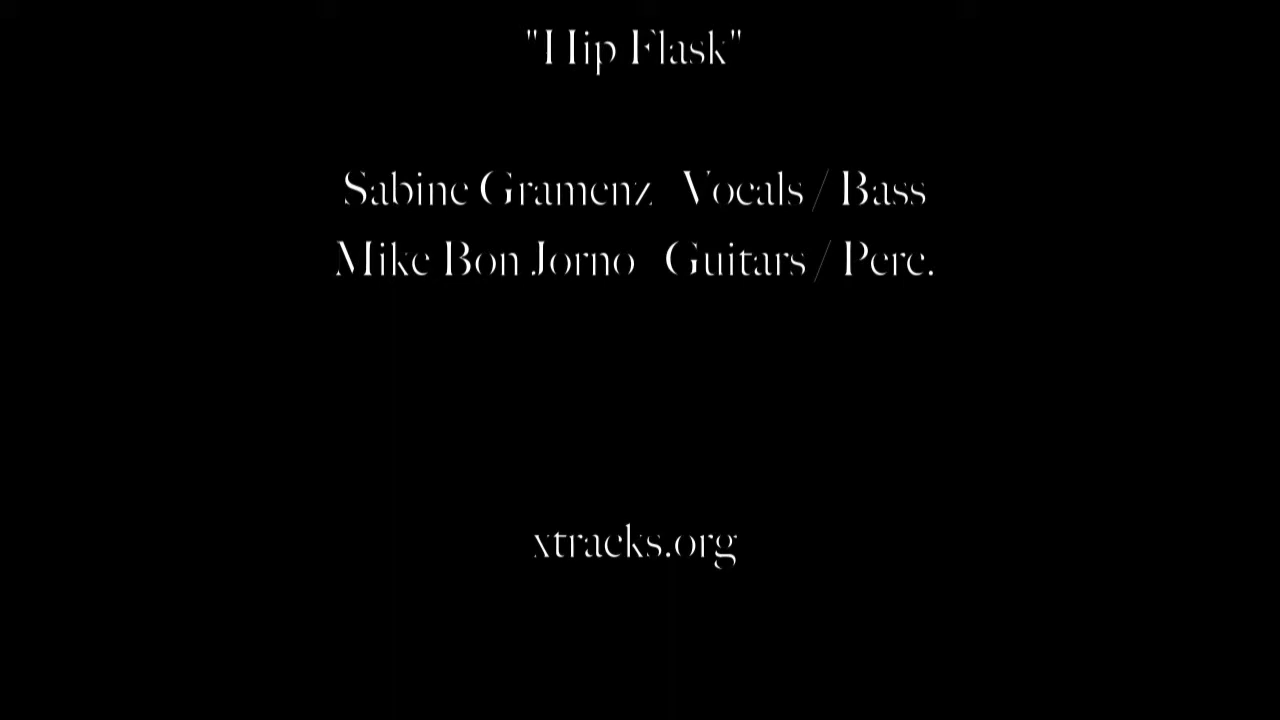 "Hip Flask"
Sabine Gramenz Vocals / Bass
Mike Bon Jorno Guitars / Perc.
xtracks.org